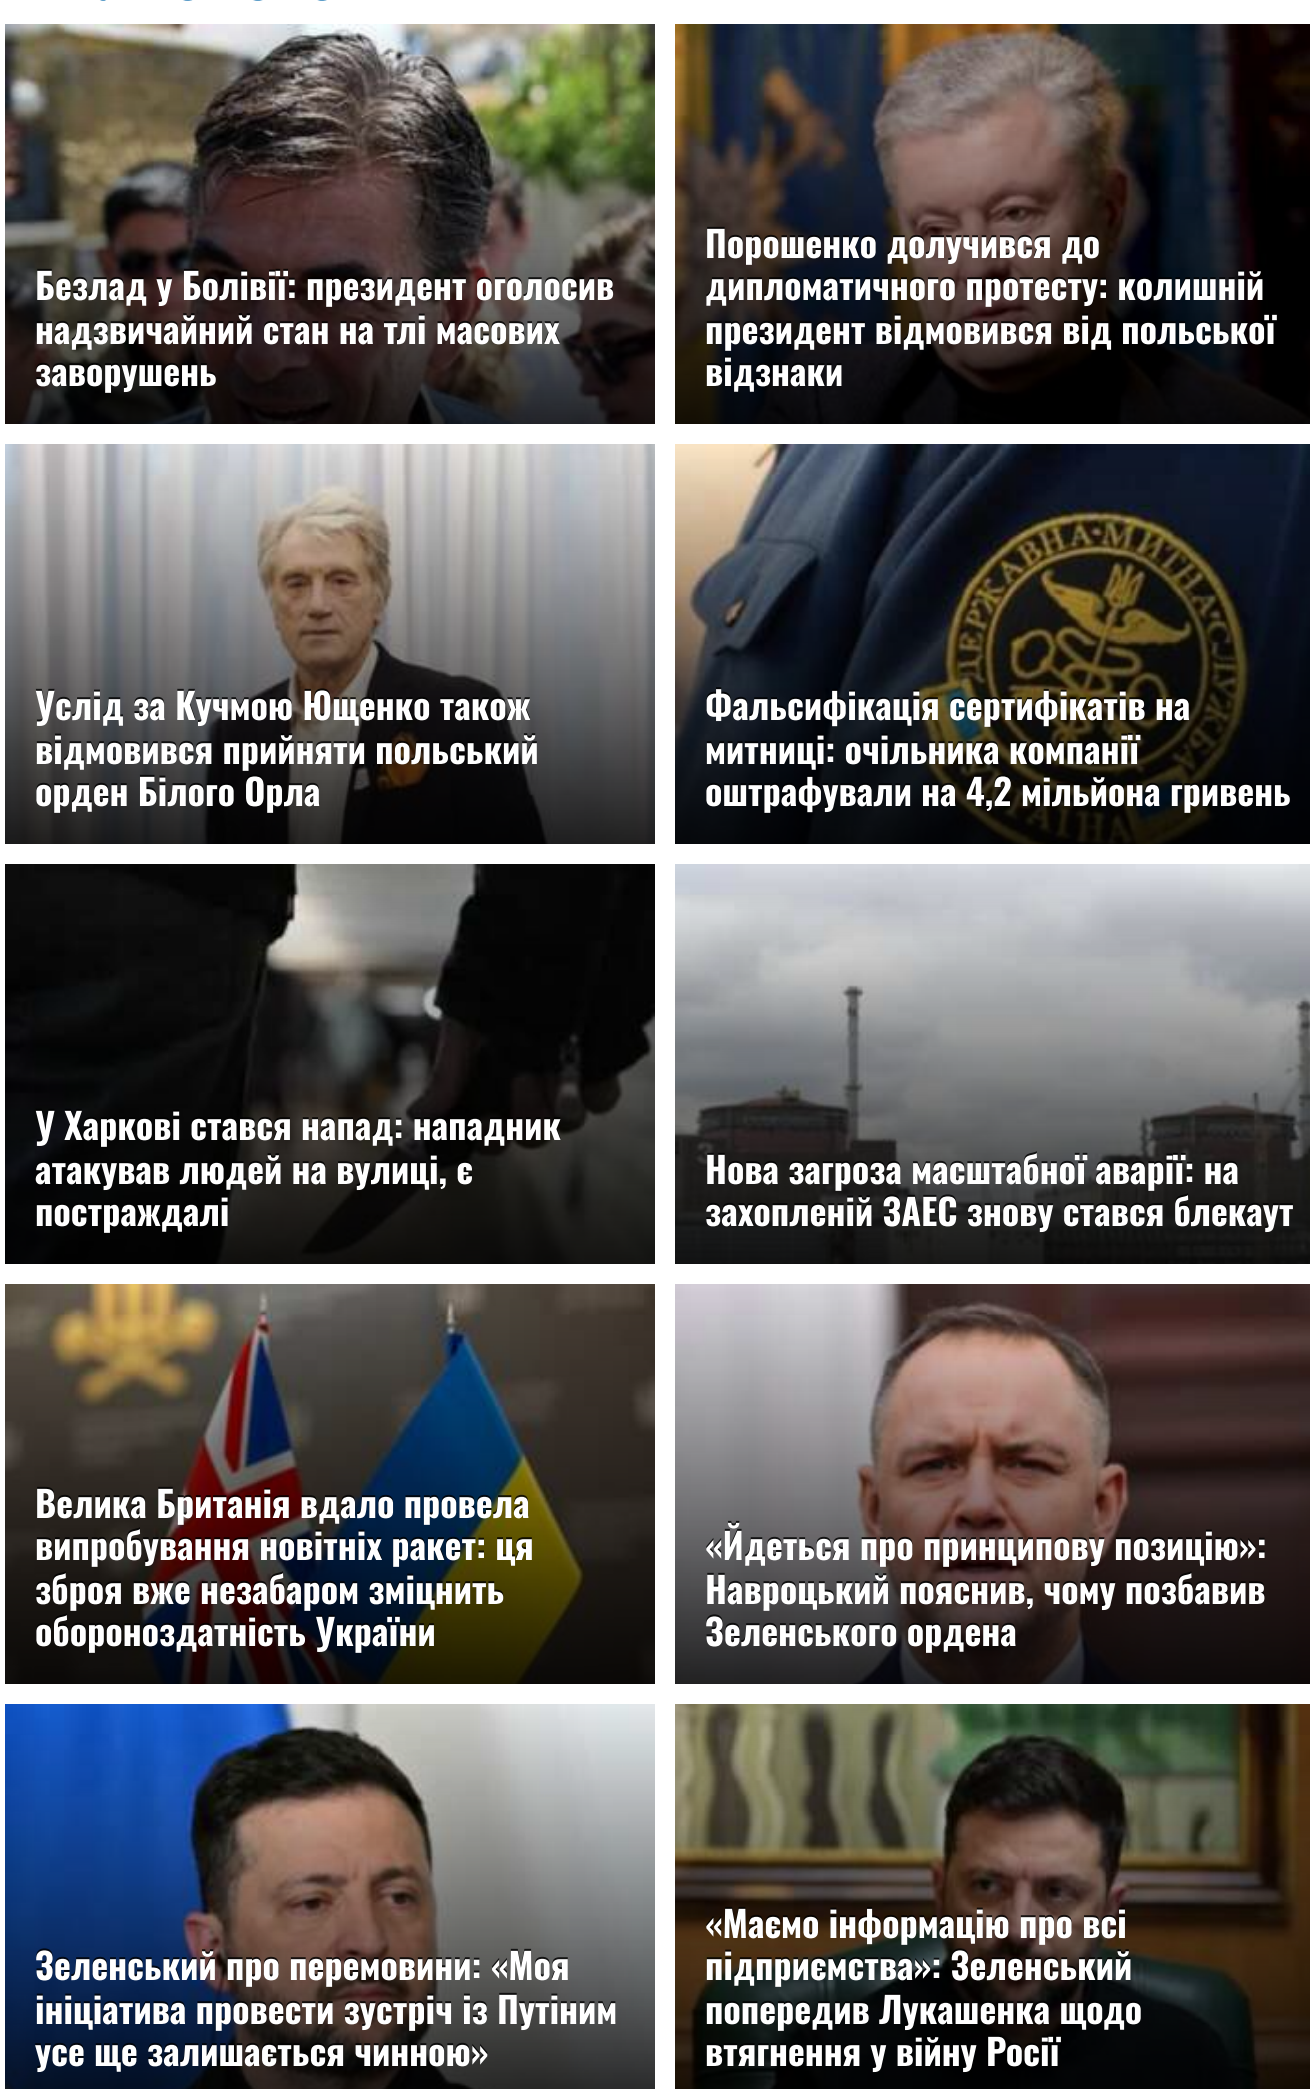 Безлад у Болівії: президент оголосив
надзвичайний стан на тлі масових
заворушень
Порошенко долучився до
дипломатичного протесту: колишній
президент відмовився від польської
відзнаки
Услід за Кучмою Ющенко також
відмовився прийняти польський
орден Білого Орла
ДЕРЖАВНА МИТНА СЛУЖБА
УКРАЇНА
Фальсифікація сертифікатів на
митниці: очільника компанії
оштрафували на 4,2 мільйона гривень
У Харкові стався напад: нападник
атакував людей на вулиці, є
постраждалі
Нова загроза масштабної аварії: на
захопленій ЗАЕС знову стався блекаут
Велика Британія вдало провела
випробування новітніх ракет: ця
зброя вже незабаром зміцнить
обороноздатність України
«Йдеться про принципову позицію»:
Навроцький пояснив, чому позбавив
Зеленського ордена
Зеленський про перемовини: «Моя
ініціатива провести зустріч із Путіним
усе ще залишається чинною»
«Маємо інформацію про всі
підприємства»: Зеленський
попередив Лукашенка щодо
втягнення у війну Росії